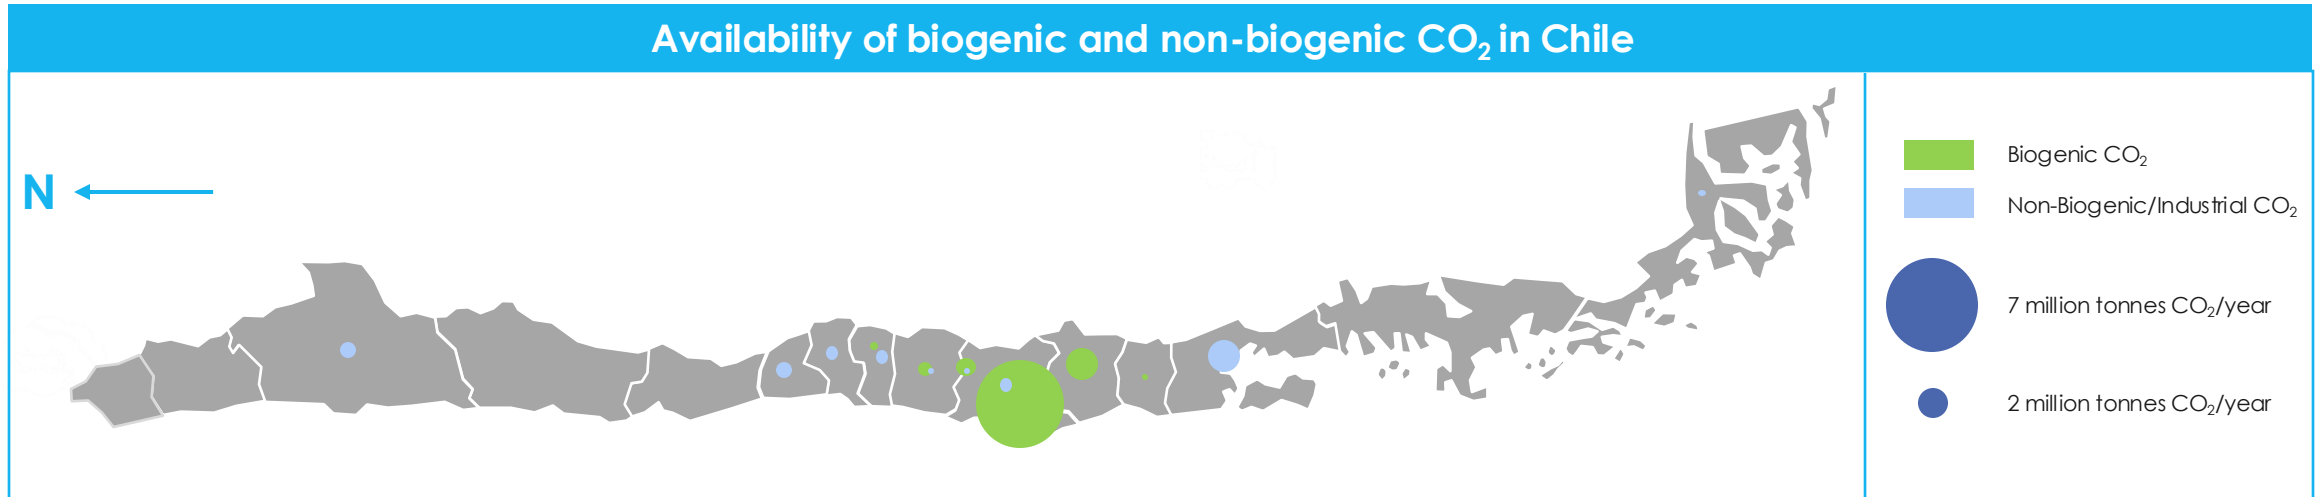 Availability of biogenic and non-biogenic CO₂ in Chile
N
Biogenic CO₂
Non-Biogenic/Industrial CO₂
7 million tonnes CO₂/year
2 million tonnes CO₂/year